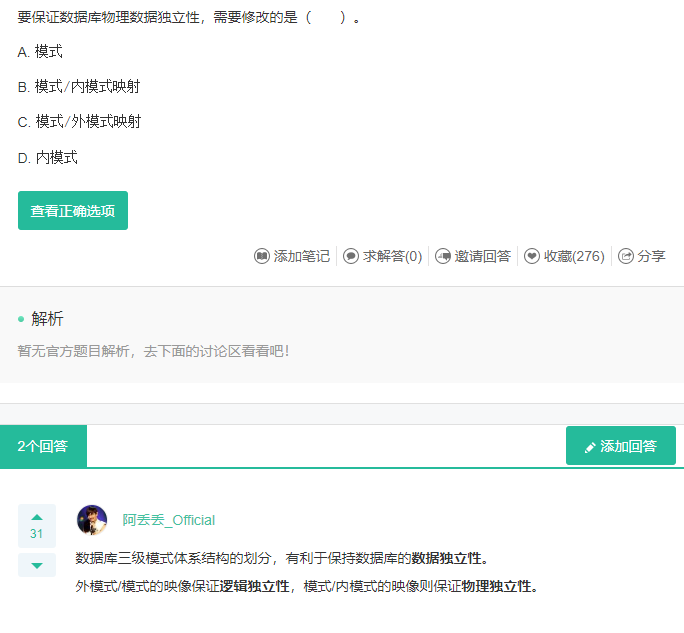 要保证数据库物理数据独立性，需要修改的是（　　）。
A. 模式
B. 模式/内模式映射
C. 模式/外模式映射
D. 内模式
查看正确选项
添加笔记 求解答(0) 邀请回答 收藏(276) 分享
解析
暂无官方题目解析，去下面的讨论区看看吧！
2个回答 添加回答
阿丢丢_Official
31
数据库三级模式体系结构的划分，有利于保持数据库的数据独立性。
外模式/模式的映像保证逻辑独立性，模式/内模式的映像则保证物理独立性。